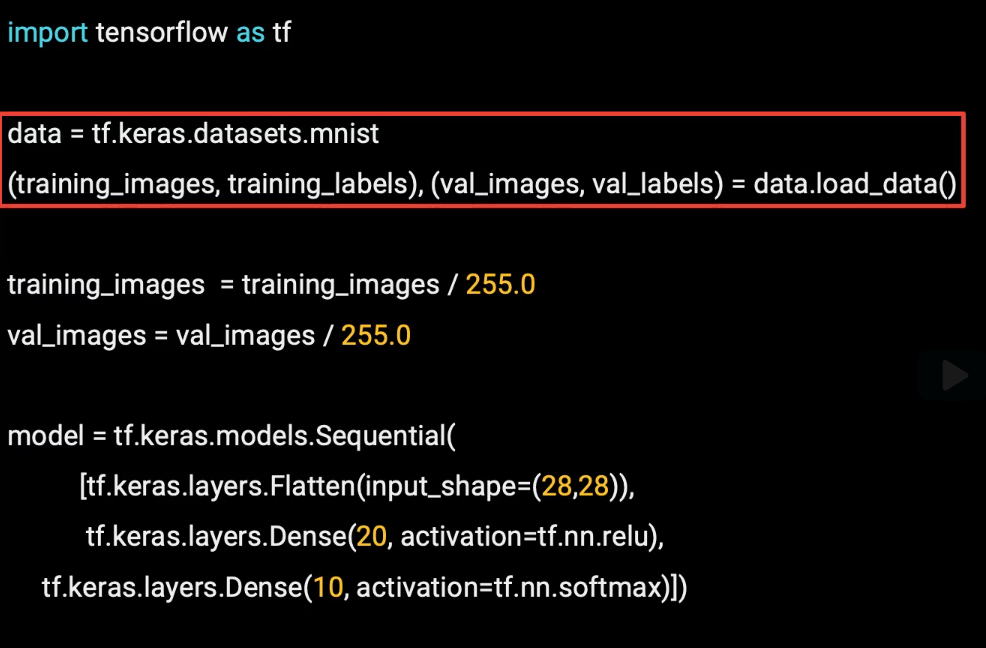 import tensorflow as tf
data = tf.keras.datasets.mnist
(training_images, training_labels), (val_images, val_labels) = data.load_data()
training_images  = training_images / 255.0
val_images = val_images / 255.0
model = tf.keras.models.Sequential(
[tf.keras.layers.Flatten(input_shape=(28,28)),
tf.keras.layers.Dense(20, activation=tf.nn.relu),
tf.keras.layers.Dense(10, activation=tf.nn.softmax)])